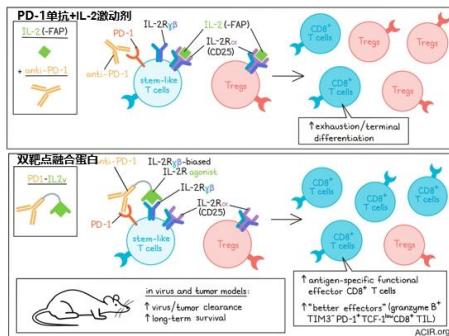 PD-1单抗+IL-2激动剂
IL-2(-FAP)
+ anti-PD-1
PD-1
anti-PD-1
IL-2Rγβ
IL-2(-FAP)
IL-2Rα
(CD25)
stem-like
T cells
Tregs
CD8+
T cells
Tregs
Tregs
CD8+
T cells
↑ exhaustion/terminal
differentiation
双靶点融合蛋白
PD1-IL2v
anti-PD-1
IL-2Rγβ-biased
IL-2R agonist
IL-2Rγβ
IL-2Rα
(CD25)
PD-1
stem-like
T cells
Tregs
CD8+
T cells
Tregs
CD8+
T cells
CD8+
T cells
CD8+
T cells
in virus and tumor models:
↑ virus/tumor clearance
↑ long-term survival
↑ antigen-specific functional
effector CD8+ T cells
↑ "better effectors" (granzyme B+
TIM3- PD-1+ TCF-1low CD8+ TIL)
ACIR.org